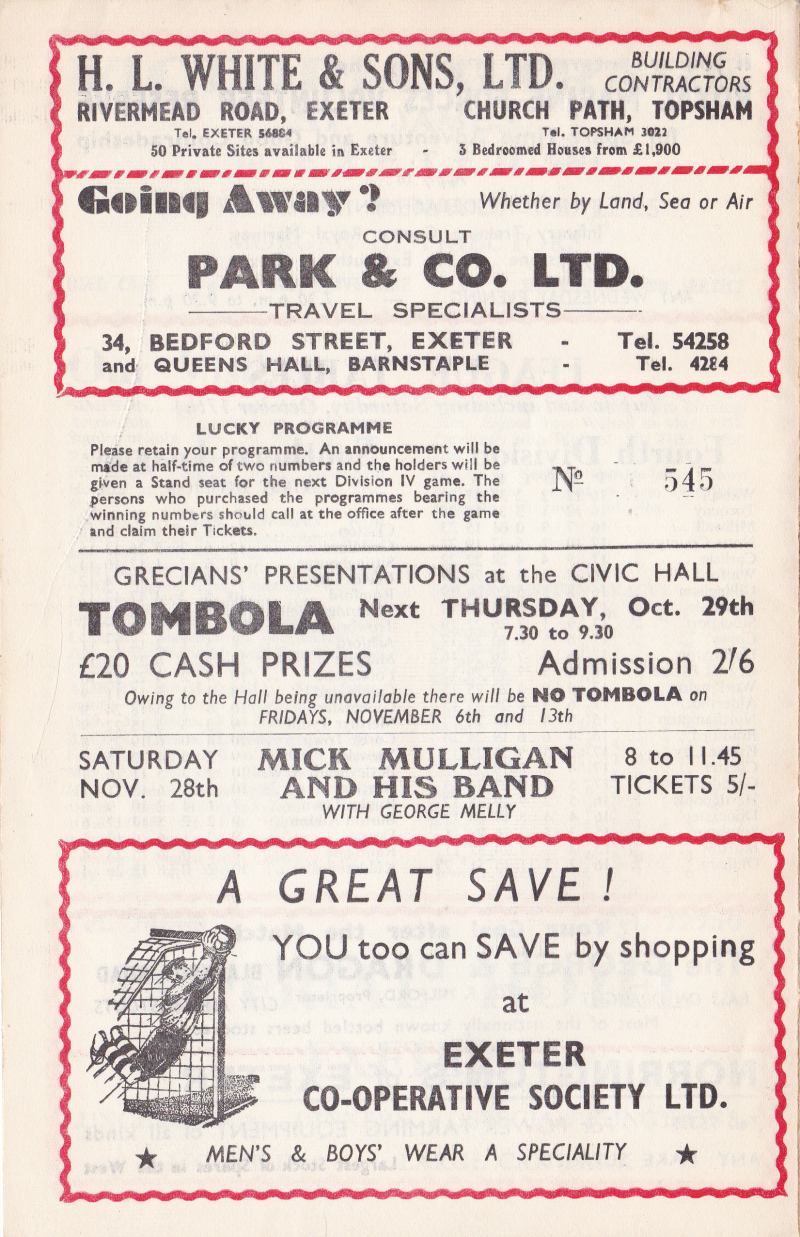 H. L. WHITE & SONS, LTD. BUILDING CONTRACTORS
RIVERMEAD ROAD, EXETER CHURCH PATH, TOPSHAM
Tel. EXETER 56884 Tel. TOPSHAM 3022
50 Private Sites available in Exeter - 3 Bedroomed Houses from £1,900
Going Away? Whether by Land, Sea or Air
CONSULT
PARK & CO. LTD.
TRAVEL SPECIALISTS
34, BEDFORD STREET, EXETER - Tel. 54258
and QUEENS HALL, BARNSTAPLE - Tel. 4284
LUCKY PROGRAMME
Please retain your programme. An announcement will be
made at half-time of two numbers and the holders will be
given a Stand seat for the next Division IV game. The
persons who purchased the programmes bearing the
winning numbers should call at the office after the game
and claim their Tickets.
No 545
GRECIANS' PRESENTATIONS at the CIVIC HALL
TOMBOLA Next THURSDAY, Oct. 29th
7.30 to 9.30
£20 CASH PRIZES Admission 2/6
Owing to the Hall being unavailable there will be NO TOMBOLA on
FRIDAYS, NOVEMBER 6th and 13th
SATURDAY MICK MULLIGAN 8 to 11.45
NOV. 28th AND HIS BAND TICKETS 5/-
WITH GEORGE MELLY
A GREAT SAVE!
YOU too can SAVE by shopping
at
EXETER
CO-OPERATIVE SOCIETY LTD.
★ MEN'S & BOYS' WEAR A SPECIALITY ★